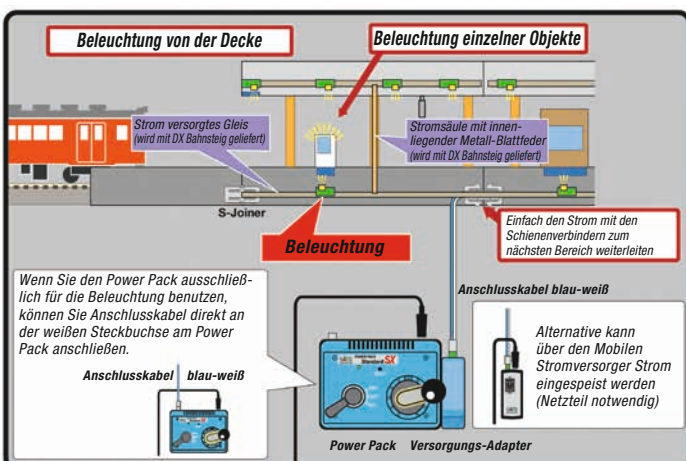 Beleuchtung von der Decke
Beleuchtung einzelner Objekte
Strom versorgtes Gleis
(wird mit DX Bahnsteig geliefert)
Stromsäule mit innen-
liegender Metall-Blattfeder
(wird mit DX Bahnsteig geliefert)
S-Joiner
Beleuchtung
Einfach den Strom mit den
Schienenverbindern zum
nächsten Bereich weiterleiten
Wenn Sie den Power Pack ausschließ-
lich für die Beleuchtung benutzen,
können Sie Anschlusskabel direkt an
der weißen Steckbuchse am Power
Pack anschließen.
Anschlusskabel blau-weiß
Anschlusskabel blau-weiß
Alternative kann
über den Mobilen
Stromversorger Strom
eingespeist werden
(Netzteil notwendig)
Standard SX
Power Pack Versorgungs-Adapter